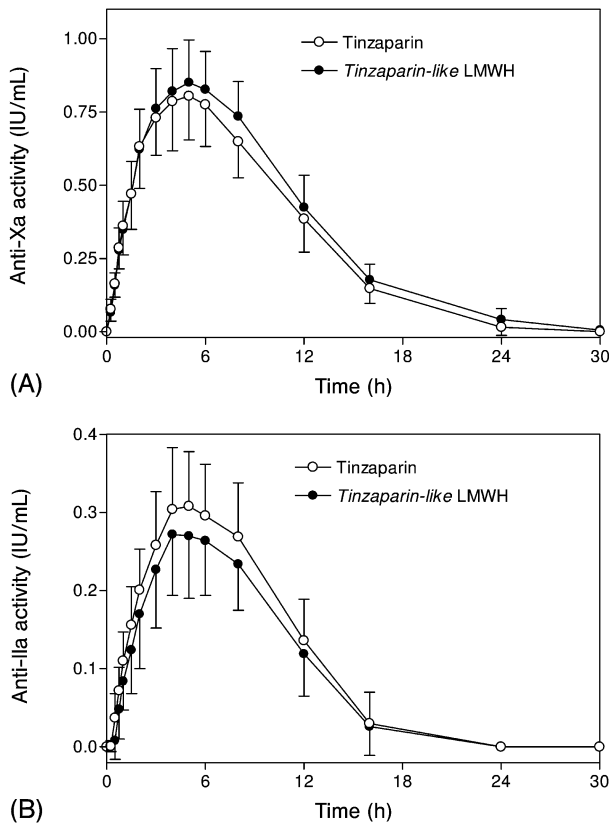 1.00
0.75
0.50
0.25
0.00
Anti-Xa activity (IU/mL)
Tinzaparin
Tinzaparin-like LMWH
0 6 12 18 24 30
Time (h)
(A)
0.4
0.3
0.2
0.1
0.0
Anti-IIa activity (IU/mL)
Tinzaparin
Tinzaparin-like LMWH
0 6 12 18 24 30
Time (h)
(B)